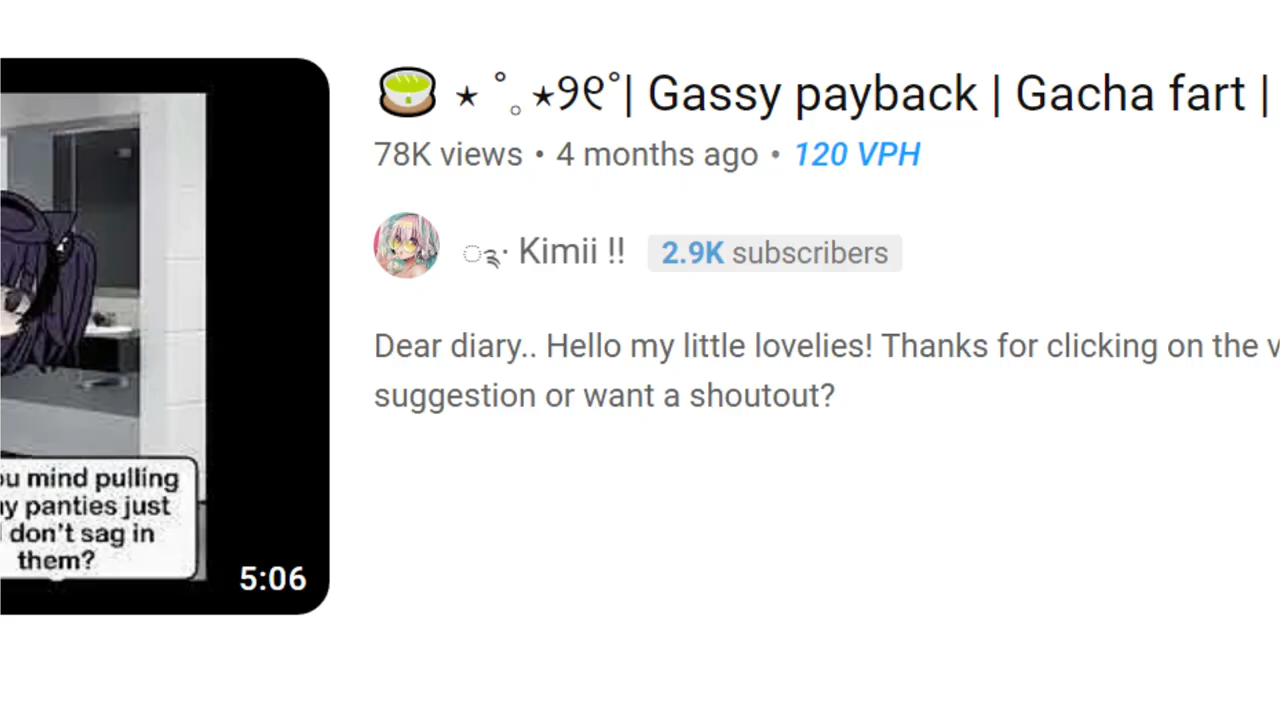 🍵 ⋆ ˚。⋆୨୧˚| Gassy payback | Gacha fart |
78K views • 4 months ago • 120 VPH
ृ༉· Kimii !! 2.9K subscribers
Dear diary.. Hello my little lovelies! Thanks for clicking on the
suggestion or want a shoutout?
mind pulling
panties just
don't sag in
them?
5:06